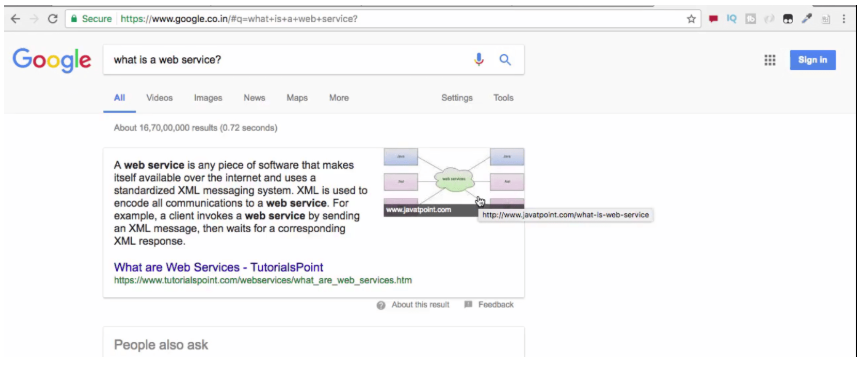 Secure https://www.google.co.in/#q=what+is+a+web+service?
Google
what is a web service?
Sign in
All Videos Images News Maps More Settings Tools
About 16,70,00,000 results (0.72 seconds)
A web service is any piece of software that makes
itself available over the internet and uses a
standardized XML messaging system. XML is used to
encode all communications to a web service. For
example, a client invokes a web service by sending
an XML message, then waits for a corresponding
XML response.
web services
www.javatpoint.com
http://www.javatpoint.com/what-is-web-service
What are Web Services - TutorialsPoint
https://www.tutorialspoint.com/webservices/what_are_web_services.htm
About this result Feedback
People also ask